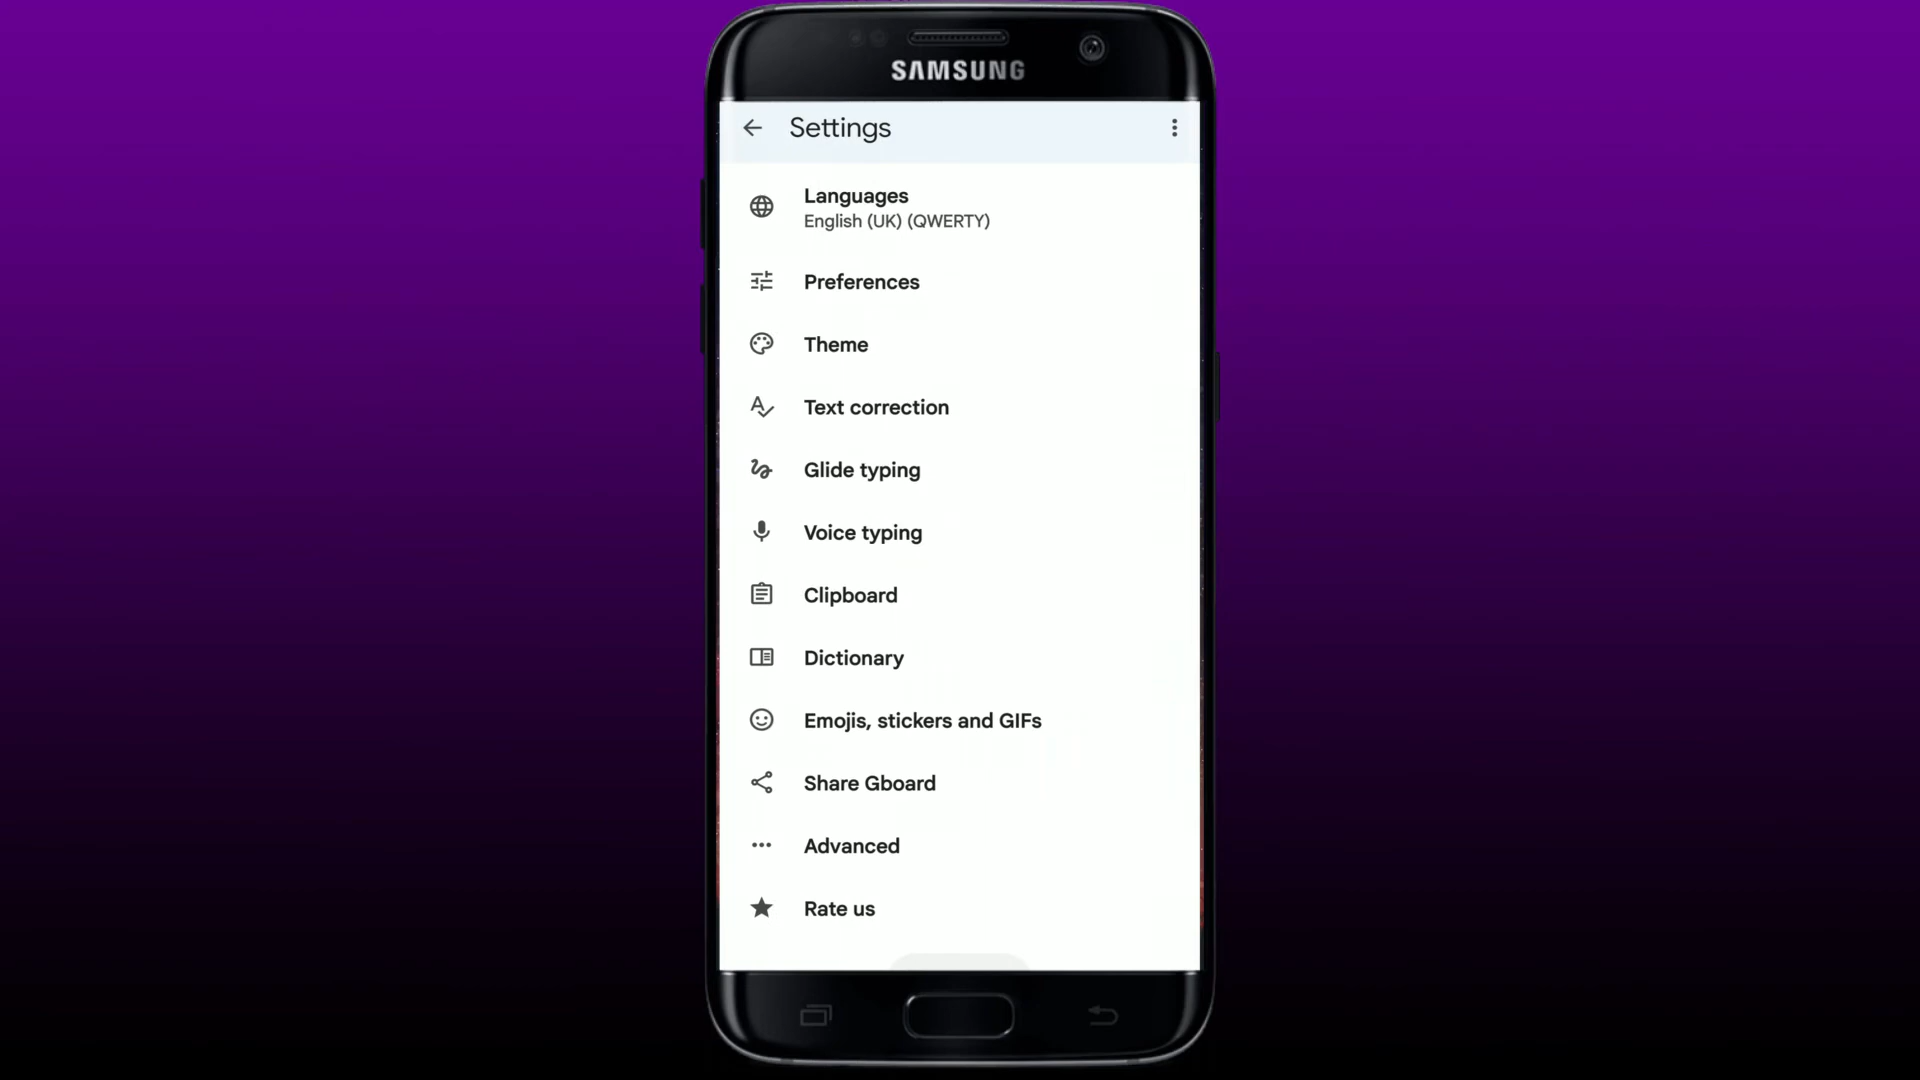 SAMSUNG
Settings
Languages
English (UK) (QWERTY)
Preferences
Theme
Text correction
Glide typing
Voice typing
Clipboard
Dictionary
Emojis, stickers and GIFs
Share Gboard
Advanced
Rate us